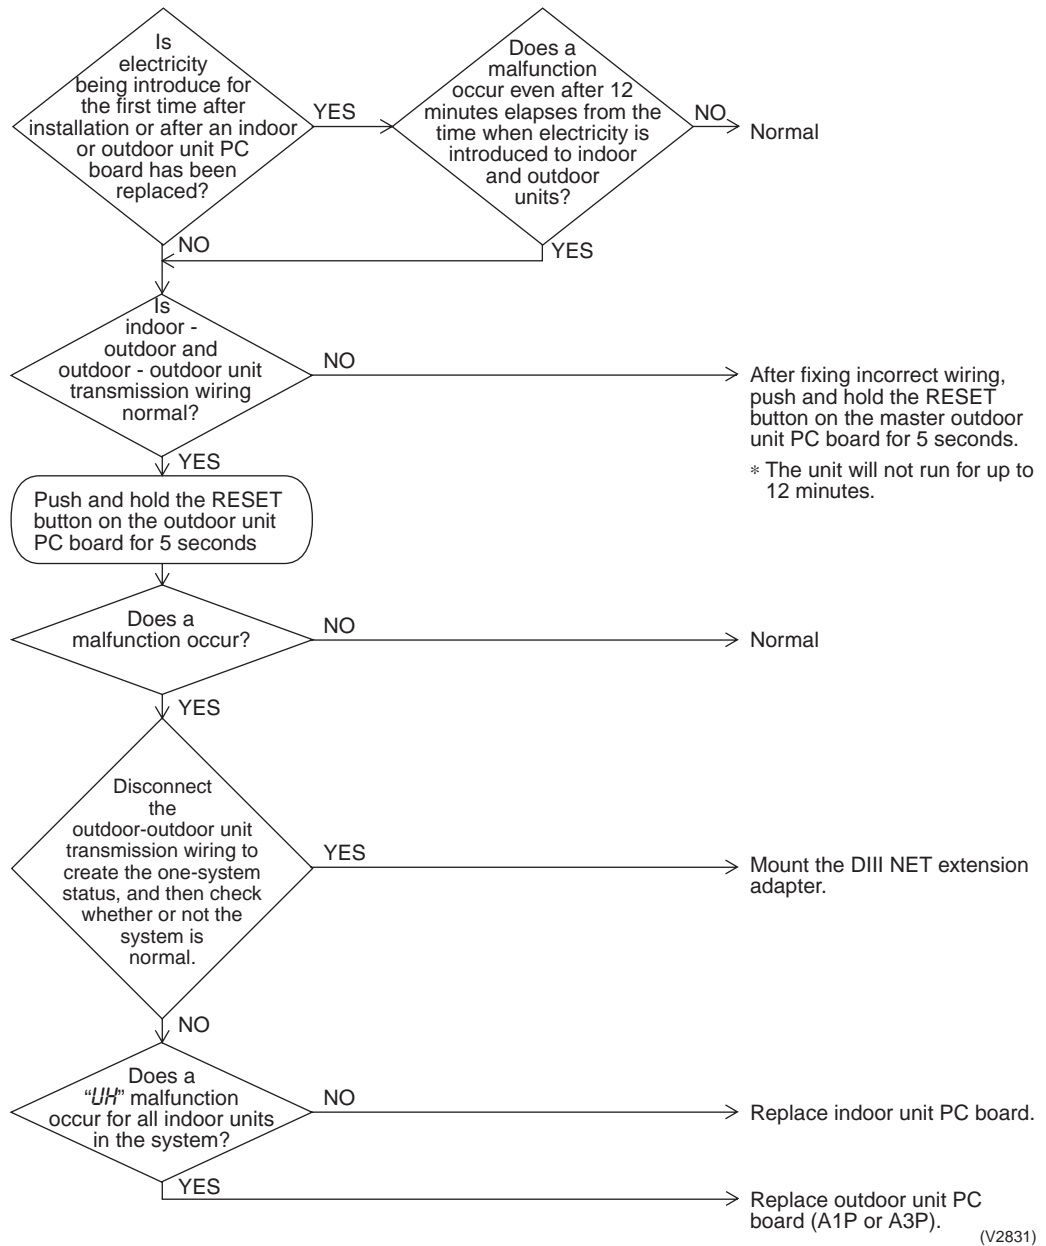 Is
electricity
being introduce for
the first time after
installation or after an indoor
or outdoor unit PC
board has been
replaced?
YES
Does a
malfunction
occur even after 12
minutes elapses from the
time when electricity is
introduced to indoor
and outdoor
units?
NO
Normal
NO
YES
Is
indoor -
outdoor and
outdoor - outdoor unit
transmission wiring
normal?
NO
After fixing incorrect wiring,
push and hold the RESET
button on the master outdoor
unit PC board for 5 seconds.
* The unit will not run for up to
12 minutes.
YES
Push and hold the RESET
button on the outdoor unit
PC board for 5 seconds
Does a
malfunction occur?
NO
Normal
YES
Disconnect
the
outdoor-outdoor unit
transmission wiring to
create the one-system
status, and then check
whether or not the
system is
normal.
YES
Mount the DIII NET extension
adapter.
NO
Does a
“UH” malfunction
occur for all indoor units
in the system?
NO
Replace indoor unit PC board.
YES
Replace outdoor unit PC
board (A1P or A3P).
(V2831)